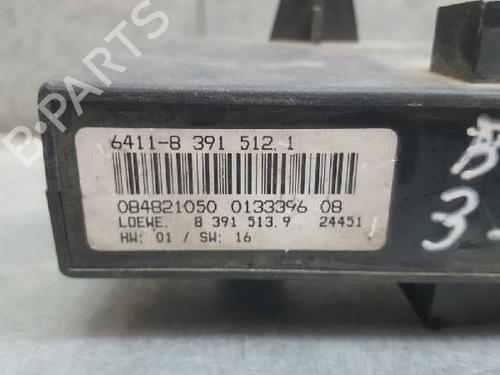 6411-8 391 512.1
084821050 0133396 08
LOEWE. 8 391 513.9 24451
HW: 01 / SW: 16
3
B-PARTS